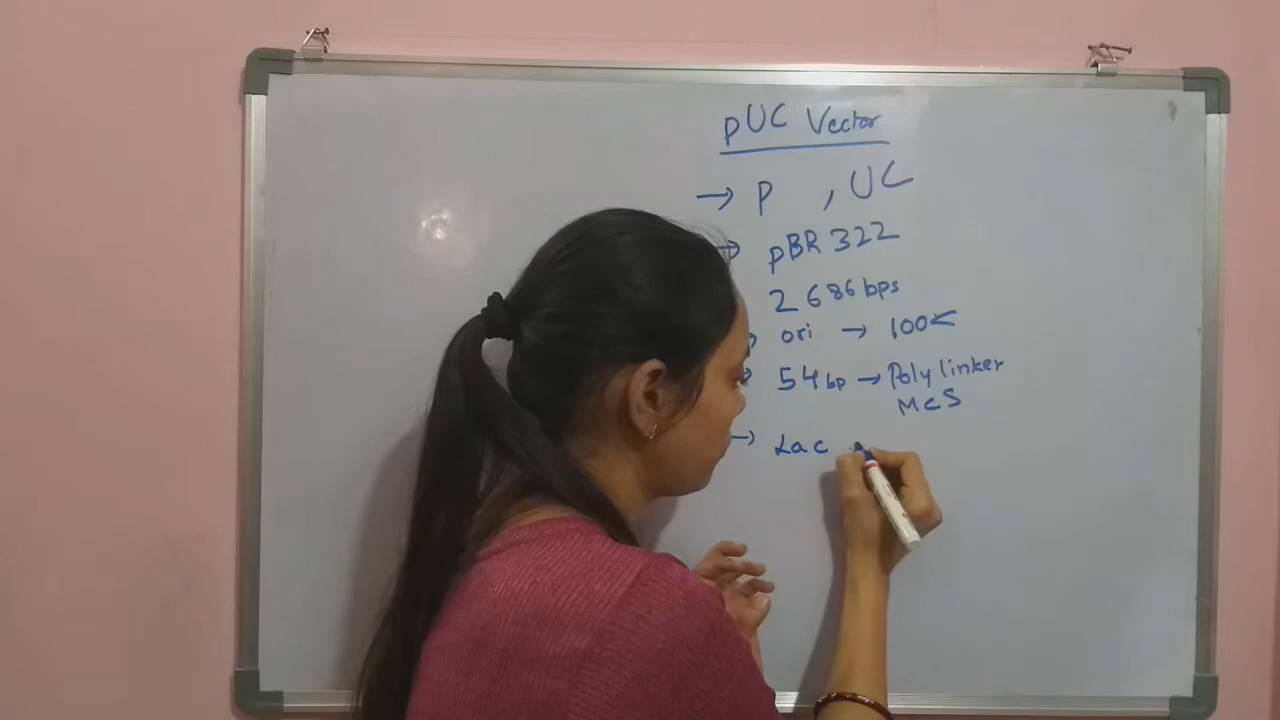 pUC Vector
→ P , UC
→ pBR 322
2686 bps
ori → 100<
54 bp → Poly linker
MCS
→ Lac